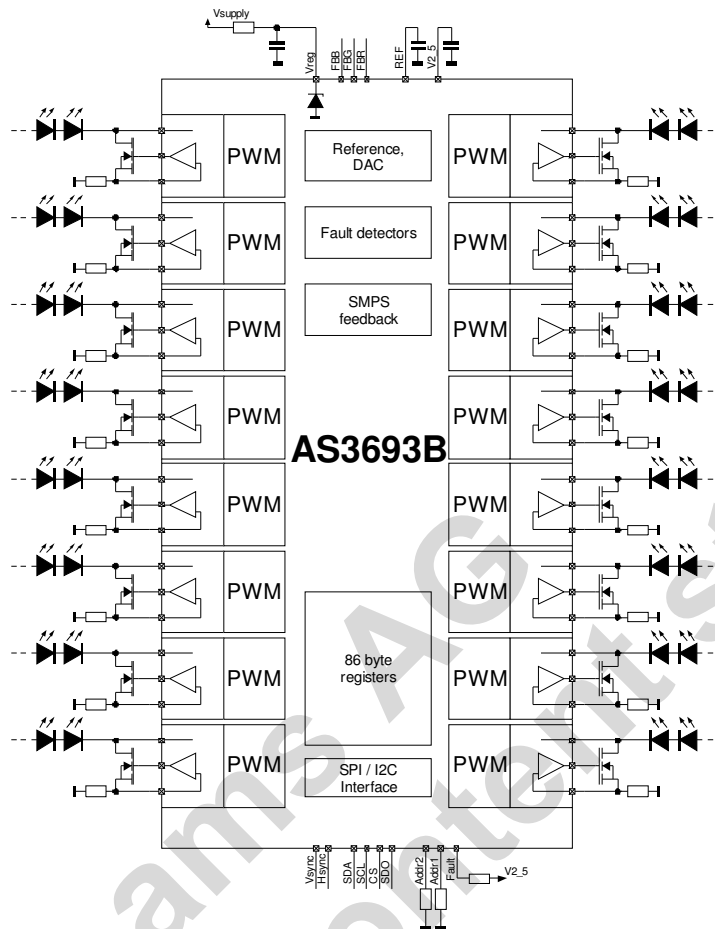 Vsupply
Vreg
FBB
FBG
FBR
REF
V2_5
PWM
Reference,
DAC
PWM
PWM
Fault detectors
PWM
PWM
SMPS
feedback
PWM
PWM
PWM
AS3693B
PWM
PWM
PWM
PWM
PWM
86 byte
registers
PWM
PWM
SPI / I2C
Interface
PWM
Vsync
Hsync
SDA
SCL
CS
SDO
Addr2
Addr1
Fault
V2_5
ams AG